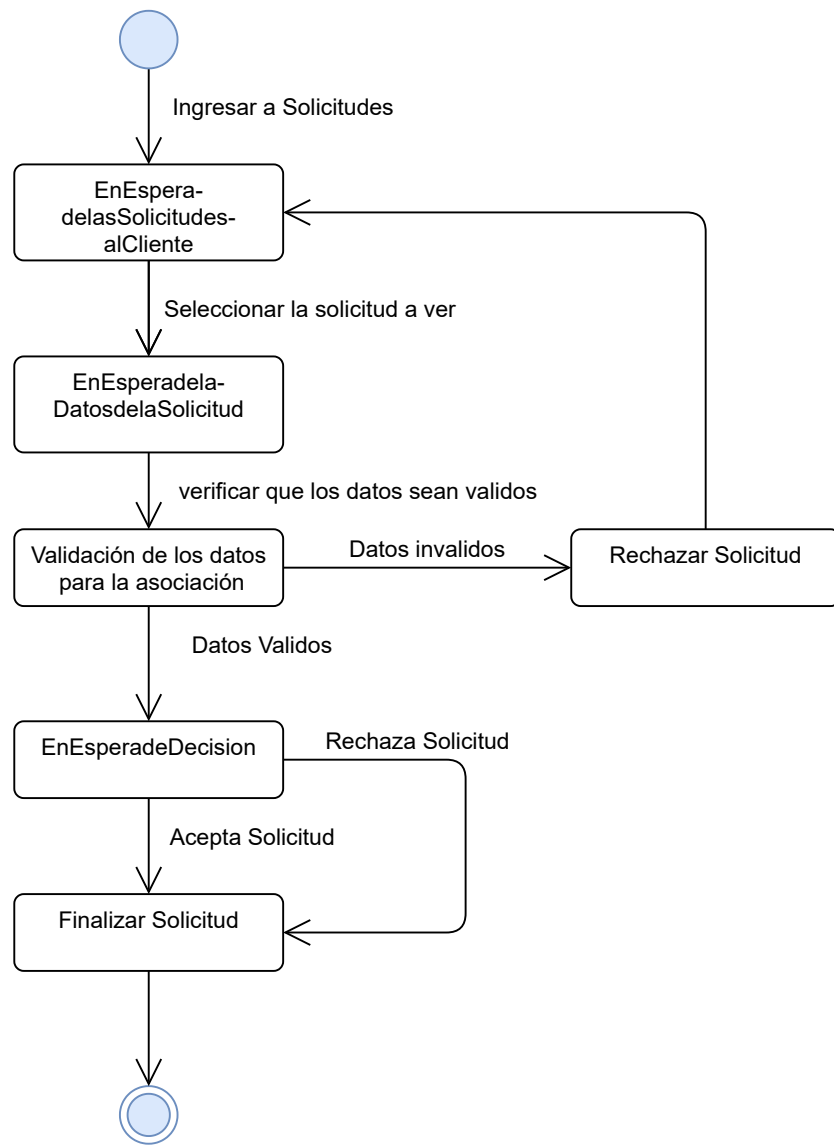 Ingresar a Solicitudes
EnEspera-
delasSolicitudes-
alCliente
Seleccionar la solicitud a ver
EnEsperadela-
DatosdelaSolicitud
verificar que los datos sean validos
Validación de los datos
para la asociación
Datos invalidos
Rechazar Solicitud
Datos Validos
EnEsperadeDecision
Rechaza Solicitud
Acepta Solicitud
Finalizar Solicitud